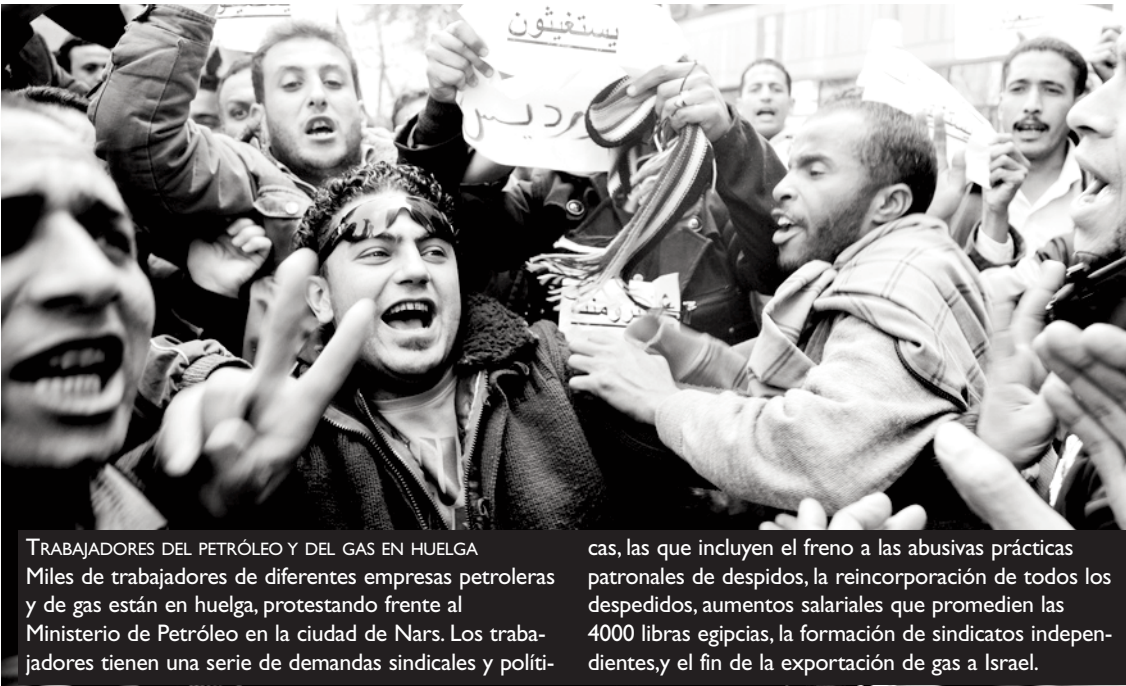 يستغيثون
TRABAJADORES DEL PETRÓLEO Y DEL GAS EN HUELGA
Miles de trabajadores de diferentes empresas petroleras
y de gas están en huelga, protestando frente al
Ministerio de Petróleo en la ciudad de Nars. Los traba-
jadores tienen una serie de demandas sindicales y políti-
cas, las que incluyen el freno a las abusivas prácticas
patronales de despidos, la reincorporación de todos los
despedidos, aumentos salariales que promedien las
4000 libras egipcias, la formación de sindicatos indepen-
dientes,y el fin de la exportación de gas a Israel.